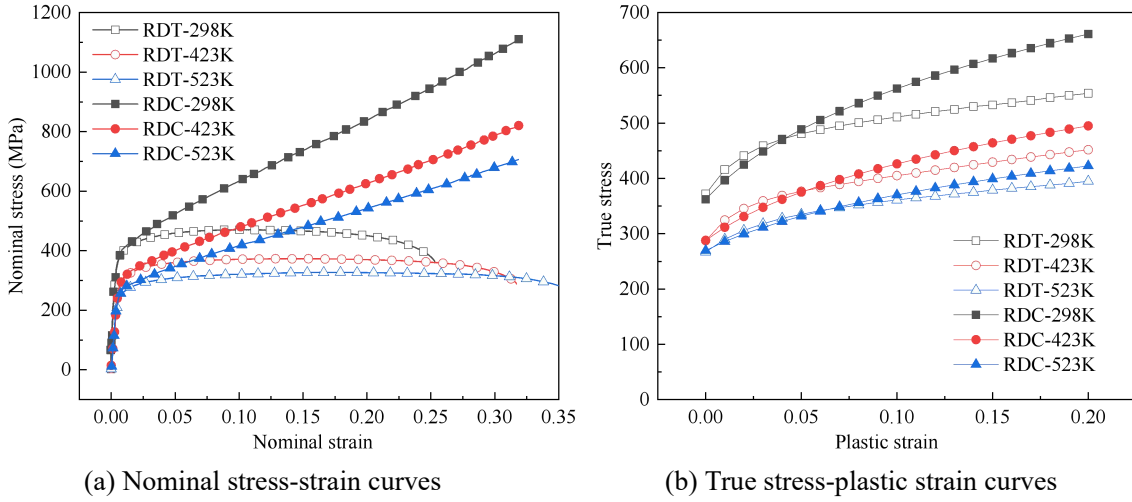 1200
1000
800
600
400
200
0
Nominal stress (MPa)
RDT-298K
RDT-423K
RDT-523K
RDC-298K
RDC-423K
RDC-523K
0.00 0.05 0.10 0.15 0.20 0.25 0.30 0.35
Nominal strain
(a) Nominal stress-strain curves
700
600
500
400
300
200
100
0
True stress
RDT-298K
RDT-423K
RDT-523K
RDC-298K
RDC-423K
RDC-523K
0.00 0.05 0.10 0.15 0.20
Plastic strain
(b) True stress-plastic strain curves